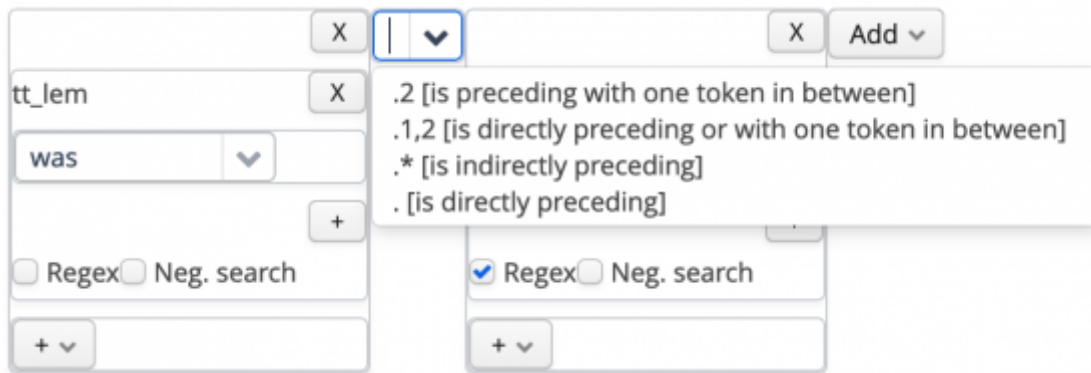 X X Add
tt_lem X
.2 [is preceding with one token in between]
.1,2 [is directly preceding or with one token in between]
was
.* [is indirectly preceding]
. [is directly preceding]
+
Regex Neg. search Regex Neg. search
+ +